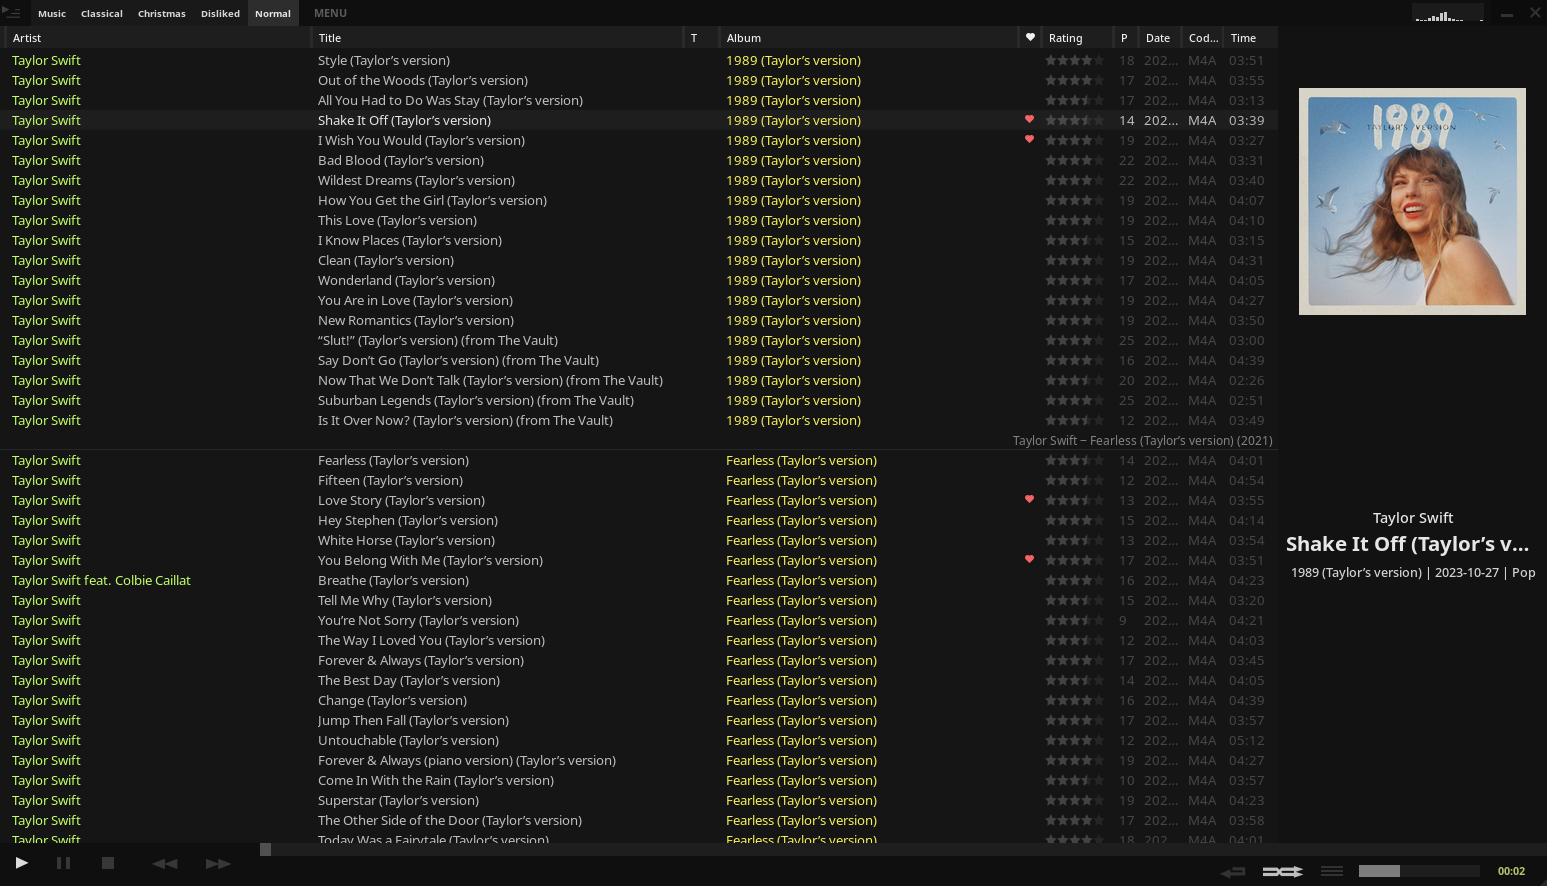 Music Classical Christmas Disliked Normal MENU
Artist Title T Album Rating P Date Cod... Time
Taylor Swift Style (Taylor’s version) 1989 (Taylor’s version) 18 202... M4A 03:51
Taylor Swift Out of the Woods (Taylor’s version) 1989 (Taylor’s version) 17 202... M4A 03:55
Taylor Swift All You Had to Do Was Stay (Taylor’s version) 1989 (Taylor’s version) 17 202... M4A 03:13
Taylor Swift Shake It Off (Taylor’s version) 1989 (Taylor’s version) 14 202... M4A 03:39
Taylor Swift I Wish You Would (Taylor’s version) 1989 (Taylor’s version) 19 202... M4A 03:27
Taylor Swift Bad Blood (Taylor’s version) 1989 (Taylor’s version) 22 202... M4A 03:31
Taylor Swift Wildest Dreams (Taylor’s version) 1989 (Taylor’s version) 22 202... M4A 03:40
Taylor Swift How You Get the Girl (Taylor’s version) 1989 (Taylor’s version) 19 202... M4A 04:07
Taylor Swift This Love (Taylor’s version) 1989 (Taylor’s version) 19 202... M4A 04:10
Taylor Swift I Know Places (Taylor’s version) 1989 (Taylor’s version) 15 202... M4A 03:15
Taylor Swift Clean (Taylor’s version) 1989 (Taylor’s version) 19 202... M4A 04:31
Taylor Swift Wonderland (Taylor’s version) 1989 (Taylor’s version) 17 202... M4A 04:05
Taylor Swift You Are in Love (Taylor’s version) 1989 (Taylor’s version) 19 202... M4A 04:27
Taylor Swift New Romantics (Taylor’s version) 1989 (Taylor’s version) 19 202... M4A 03:50
Taylor Swift “Slut!” (Taylor’s version) (from The Vault) 1989 (Taylor’s version) 25 202... M4A 03:00
Taylor Swift Say Don’t Go (Taylor’s version) (from The Vault) 1989 (Taylor’s version) 16 202... M4A 04:39
Taylor Swift Now That We Don’t Talk (Taylor’s version) (from The Vault) 1989 (Taylor’s version) 20 202... M4A 02:26
Taylor Swift Suburban Legends (Taylor’s version) (from The Vault) 1989 (Taylor’s version) 25 202... M4A 02:51
Taylor Swift Is It Over Now? (Taylor’s version) (from The Vault) 1989 (Taylor’s version) 12 202... M4A 03:49
Taylor Swift – Fearless (Taylor’s version) (2021)
Taylor Swift Fearless (Taylor’s version) Fearless (Taylor’s version) 14 202... M4A 04:01
Taylor Swift Fifteen (Taylor’s version) Fearless (Taylor’s version) 12 202... M4A 04:54
Taylor Swift Love Story (Taylor’s version) Fearless (Taylor’s version) 13 202... M4A 03:55
Taylor Swift Hey Stephen (Taylor’s version) Fearless (Taylor’s version) 15 202... M4A 04:14
Taylor Swift White Horse (Taylor’s version) Fearless (Taylor’s version) 13 202... M4A 03:54
Taylor Swift You Belong With Me (Taylor’s version) Fearless (Taylor’s version) 17 202... M4A 03:51
Taylor Swift feat. Colbie Caillat Breathe (Taylor’s version) Fearless (Taylor’s version) 16 202... M4A 04:23
Taylor Swift Tell Me Why (Taylor’s version) Fearless (Taylor’s version) 15 202... M4A 03:20
Taylor Swift You’re Not Sorry (Taylor’s version) Fearless (Taylor’s version) 9 202... M4A 04:21
Taylor Swift The Way I Loved You (Taylor’s version) Fearless (Taylor’s version) 12 202... M4A 04:03
Taylor Swift Forever & Always (Taylor’s version) Fearless (Taylor’s version) 17 202... M4A 03:45
Taylor Swift The Best Day (Taylor’s version) Fearless (Taylor’s version) 14 202... M4A 04:05
Taylor Swift Change (Taylor’s version) Fearless (Taylor’s version) 16 202... M4A 04:39
Taylor Swift Jump Then Fall (Taylor’s version) Fearless (Taylor’s version) 17 202... M4A 03:57
Taylor Swift Untouchable (Taylor’s version) Fearless (Taylor’s version) 12 202... M4A 05:12
Taylor Swift Forever & Always (piano version) (Taylor’s version) Fearless (Taylor’s version) 19 202... M4A 04:27
Taylor Swift Come In With the Rain (Taylor’s version) Fearless (Taylor’s version) 10 202... M4A 03:57
Taylor Swift Superstar (Taylor’s version) Fearless (Taylor’s version) 19 202... M4A 04:23
Taylor Swift The Other Side of the Door (Taylor’s version) Fearless (Taylor’s version) 17 202... M4A 03:58
Taylor Swift Today Was a Fairytale (Taylor’s version) Fearless (Taylor’s version) 18 202... M4A 04:01
1989
TAYLOR'S VERSION
Taylor Swift
Shake It Off (Taylor’s v...
1989 (Taylor’s version) | 2023-10-27 | Pop
00:02